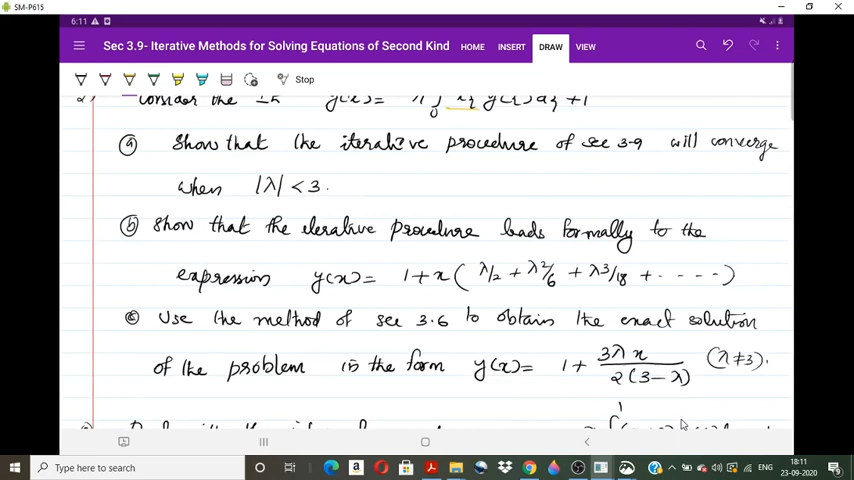 SM-P615
6:11
Sec 3.9- Iterative Methods for Solving Equations of Second Kind HOME INSERT DRAW VIEW
Stop
2) Consider the IE y(x) = λ∫₀ xξ y(ξ) dξ + 1
(a) Show that the iterative procedure of sec 3.9 will converge
when |λ| < 3.
(b) Show that the iterative procedure leads formally to the
expression y(x) = 1 + x ( λ/2 + λ²/6 + λ³/18 + ---- )
(c) Use the method of sec 3.6 to obtain the exact solution
of the problem in the form y(x) = 1 + 3λx / 2(3-λ) (λ≠3).
Type here to search
ENG
18:11
23-09-2020